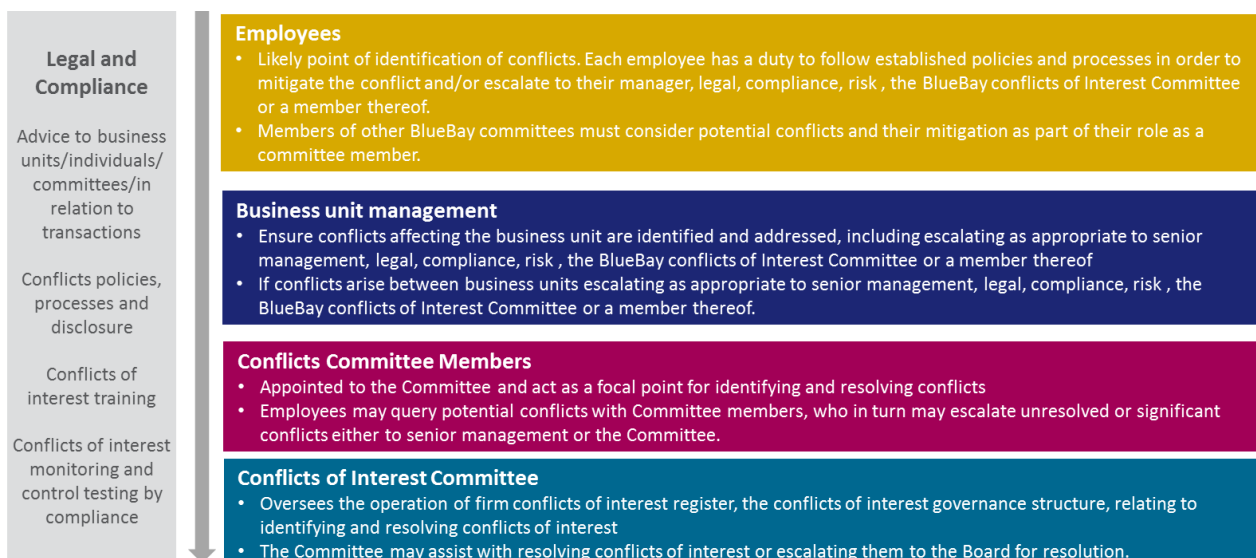 Legal and
Compliance
Advice to business
units/individuals/
committees/in
relation to
transactions
Conflicts policies,
processes and
disclosure
Conflicts of
interest training
Conflicts of interest
monitoring and
control testing by
compliance
Employees
• Likely point of identification of conflicts. Each employee has a duty to follow established policies and processes in order to
mitigate the conflict and/or escalate to their manager, legal, compliance, risk , the BlueBay conflicts of Interest Committee
or a member thereof.
• Members of other BlueBay committees must consider potential conflicts and their mitigation as part of their role as a
committee member.
Business unit management
• Ensure conflicts affecting the business unit are identified and addressed, including escalating as appropriate to senior
management, legal, compliance, risk , the BlueBay conflicts of Interest Committee or a member thereof
• If conflicts arise between business units escalating as appropriate to senior management, legal, compliance, risk , the
BlueBay conflicts of Interest Committee or a member thereof.
Conflicts Committee Members
• Appointed to the Committee and act as a focal point for identifying and resolving conflicts
• Employees may query potential conflicts with Committee members, who in turn may escalate unresolved or significant
conflicts either to senior management or the Committee.
Conflicts of Interest Committee
• Oversees the operation of firm conflicts of interest register, the conflicts of interest governance structure, relating to
identifying and resolving conflicts of interest
• The Committee may assist with resolving conflicts of interest or escalating them to the Board for resolution.